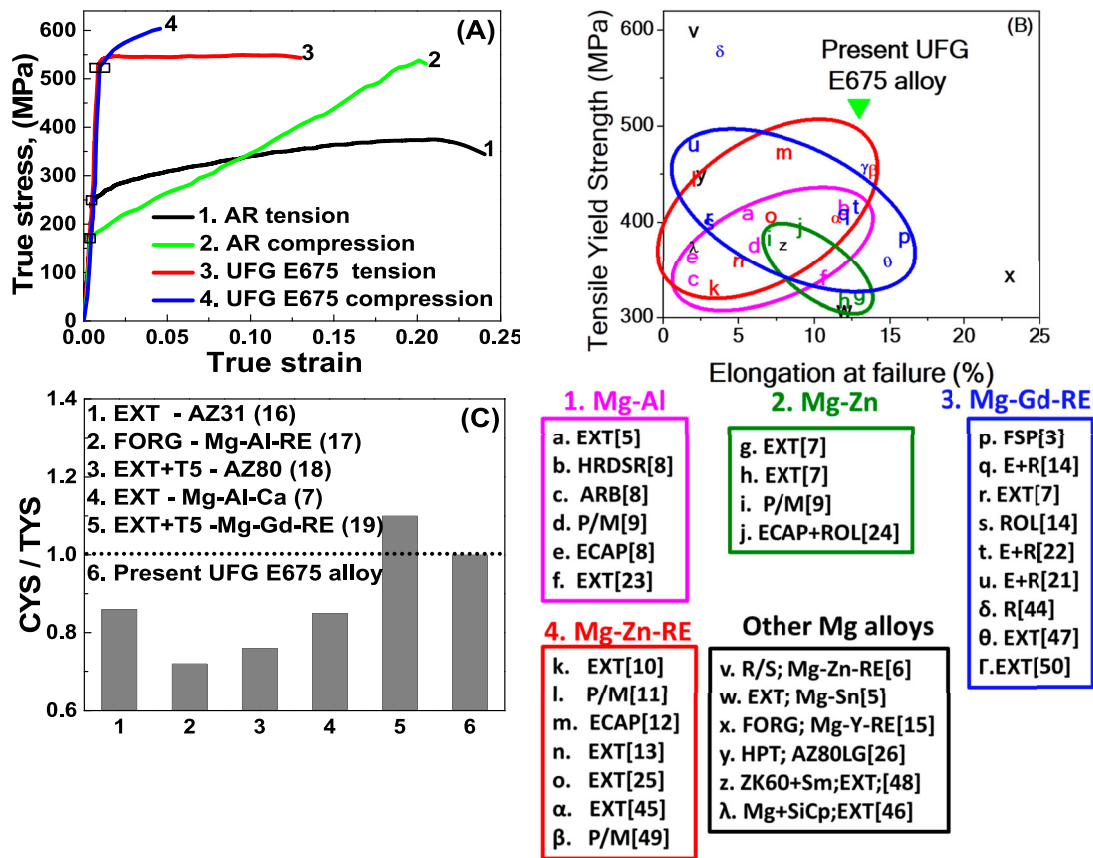 (A)
True stress, (MPa)
600
500
400
300
200
100
0
4
3
2
1
1. AR tension
2. AR compression
3. UFG E675 tension
4. UFG E675 compression
0.00 0.05 0.10 0.15 0.20 0.25
True strain
(B)
Tensile Yield Strength (MPa)
600
500
400
300
v
δ
Present UFG
E675 alloy
u
m
γ β
l y
a
o
α
b
q
t
r
s
j
i
z
p
λ
e
d
n
θ
c
k
f
x
h
g
w
0 5 10 15 20 25
Elongation at failure (%)
(C)
CYS / TYS
1.4
1.2
1.0
0.8
0.6
1. EXT - AZ31 (16)
2. FORG - Mg-Al-RE (17)
3. EXT+T5 - AZ80 (18)
4. EXT - Mg-Al-Ca (7)
5. EXT+T5 -Mg-Gd-RE (19)
6. Present UFG E675 alloy
1 2 3 4 5 6
1. Mg-Al
a. EXT[5]
b. HRDSR[8]
c. ARB[8]
d. P/M[9]
e. ECAP[8]
f. EXT[23]
2. Mg-Zn
g. EXT[7]
h. EXT[7]
i. P/M[9]
j. ECAP+ROL[24]
3. Mg-Gd-RE
p. FSP[3]
q. E+R[14]
r. EXT[7]
s. ROL[14]
t. E+R[22]
u. E+R[21]
δ. R[44]
θ. EXT[47]
Γ.EXT[50]
4. Mg-Zn-RE
k. EXT[10]
l. P/M[11]
m. ECAP[12]
n. EXT[13]
o. EXT[25]
α. EXT[45]
β. P/M[49]
Other Mg alloys
v. R/S; Mg-Zn-RE[6]
w. EXT; Mg-Sn[5]
x. FORG; Mg-Y-RE[15]
y. HPT; AZ80LG[26]
z. ZK60+Sm;EXT;[48]
λ. Mg+SiCp;EXT[46]